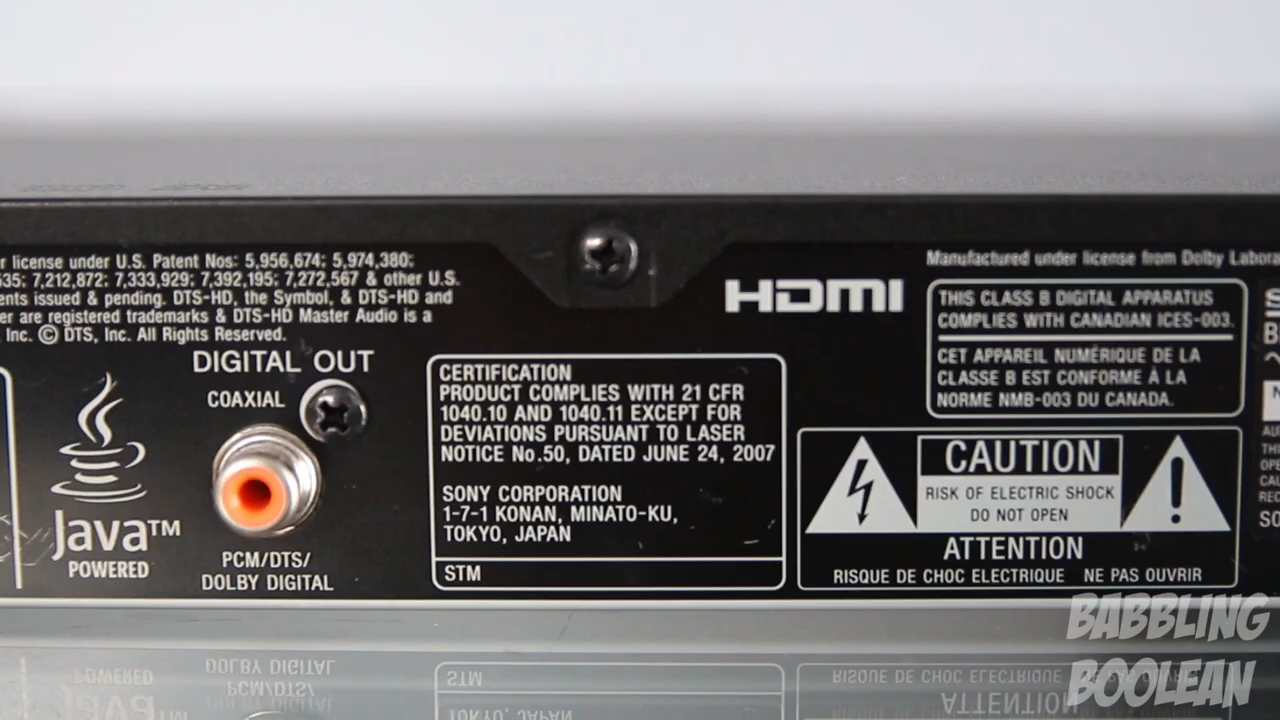 r license under U.S. Patent Nos: 5,956,674; 5,974,380;
535; 7,212,872; 7,333,929; 7,392,195; 7,272,567 & other U.S.
ents issued & pending. DTS-HD, the Symbol, & DTS-HD and
er are registered trademarks & DTS-HD Master Audio is a
, Inc. © DTS, Inc. All Rights Reserved.
DIGITAL OUT
COAXIAL
PCM/DTS/
DOLBY DIGITAL
Java™
POWERED
CERTIFICATION
PRODUCT COMPLIES WITH 21 CFR
1040.10 AND 1040.11 EXCEPT FOR
DEVIATIONS PURSUANT TO LASER
NOTICE No.50, DATED JUNE 24, 2007
SONY CORPORATION
1-7-1 KONAN, MINATO-KU,
TOKYO, JAPAN
STM
HDMI
Manufactured under license from Dolby Labora
THIS CLASS B DIGITAL APPARATUS
COMPLIES WITH CANADIAN ICES-003.
CET APPAREIL NUMÉRIQUE DE LA
CLASSE B EST CONFORME À LA
NORME NMB-003 DU CANADA.
CAUTION
RISK OF ELECTRIC SHOCK
DO NOT OPEN
ATTENTION
RISQUE DE CHOC ELECTRIQUE NE PAS OUVRIR
BABBLING
BOOLEAN